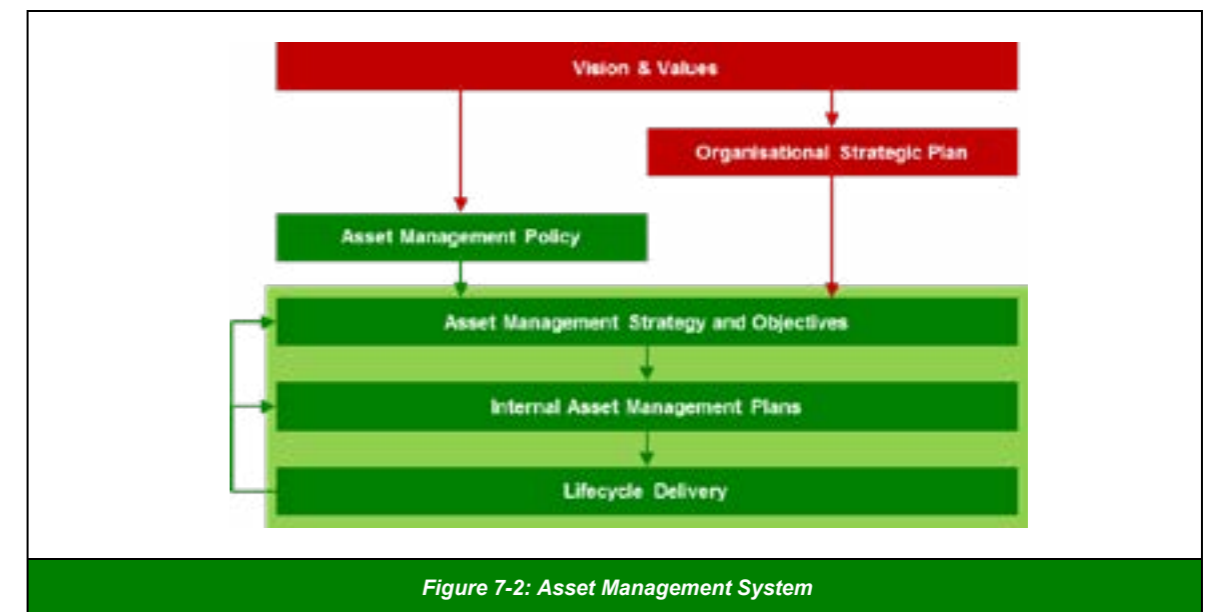 Vision & Values
Organisational Strategic Plan
Asset Management Policy
Asset Management Strategy and Objectives
Internal Asset Management Plans
Lifecycle Delivery
Figure 7-2: Asset Management System